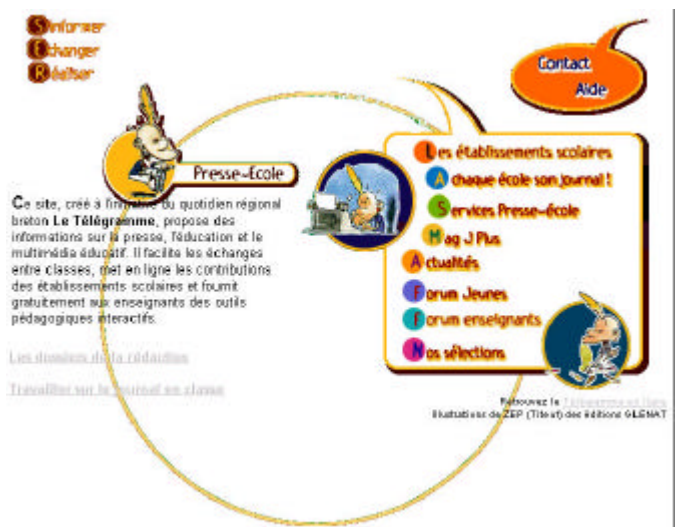 S'informer
Echanger
Réaliser
Contact
Aide
Presse-Ecole
Les établissements scolaires
A chaque école son journal !
Services Presse-école
Mag J Plus
Actualités
Forum Jeunes
Forum enseignants
Nos sélections
Ce site, créé à l'initiative du quotidien régional
breton Le Télégramme, propose des
informations sur la presse, l'éducation et le
multimédia éducatif. Il facilite les échanges
entre classes, met en ligne les contributions
des établissements scolaires et fournit
gratuitement aux enseignants des outils
pédagogiques interactifs.
Les dossiers de la rédaction
Travailler sur le journal en classe
Retrouvez le Télégramme en ligne
Illustrations de ZEP (Titeuf) des éditions GLENAT